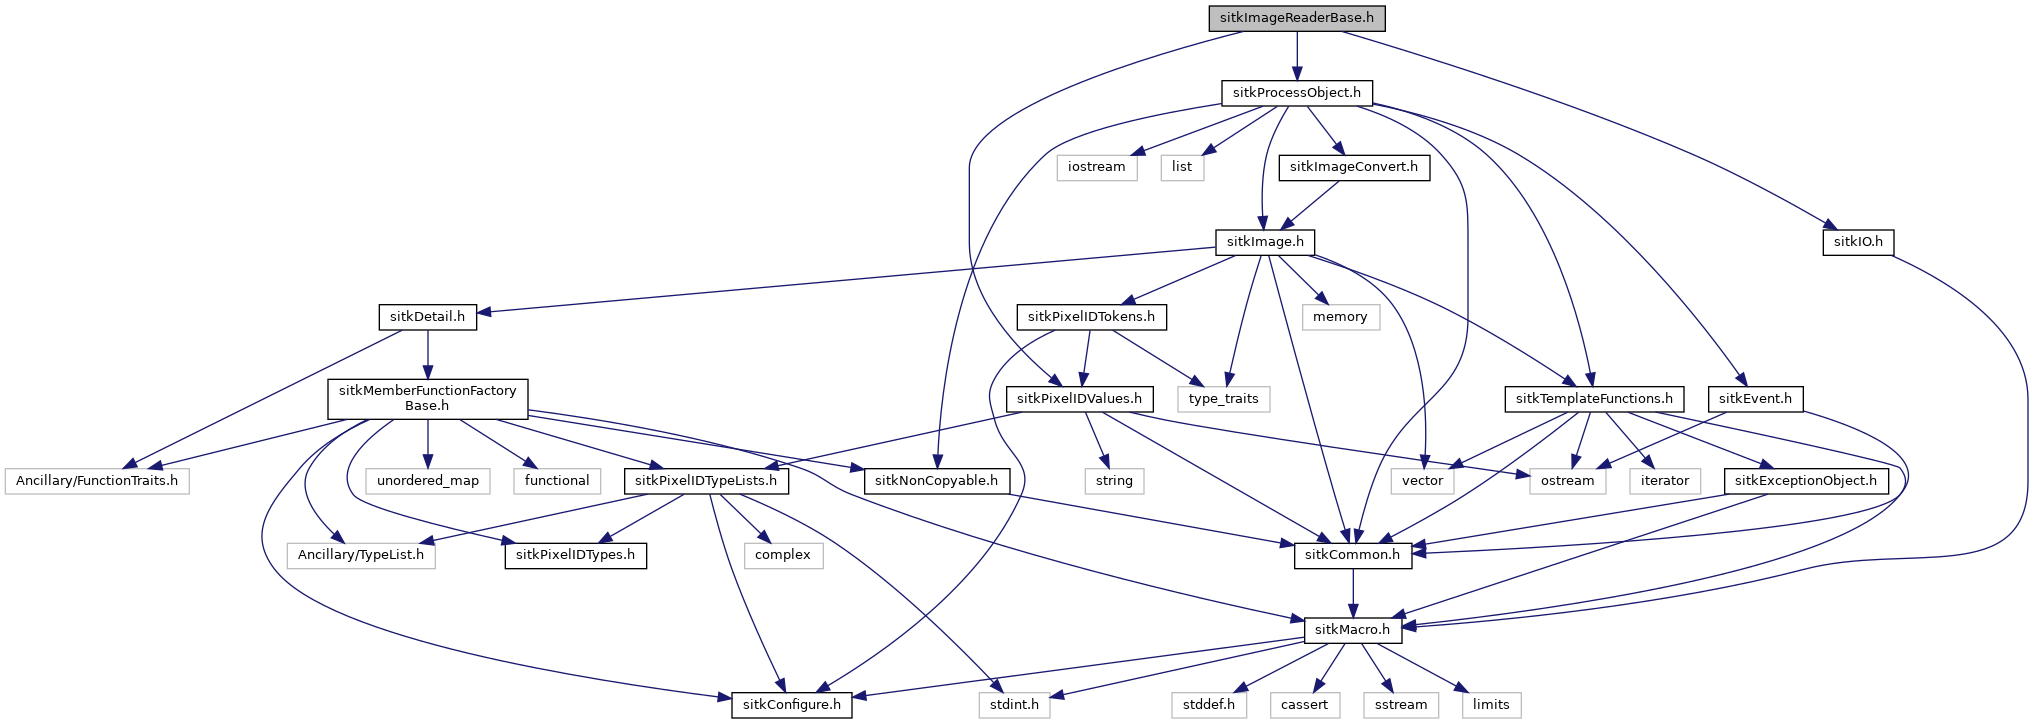 sitkImageReaderBase.h
sitkProcessObject.h
iostream
list
sitkImageConvert.h
sitkImage.h
sitkIO.h
sitkDetail.h
sitkPixelIDTokens.h
memory
sitkMemberFunctionFactory
Base.h
sitkPixelIDValues.h
type_traits
sitkTemplateFunctions.h
sitkEvent.h
Ancillary/FunctionTraits.h
unordered_map
functional
sitkPixelIDTypeLists.h
sitkNonCopyable.h
string
vector
ostream
iterator
sitkExceptionObject.h
Ancillary/TypeList.h
sitkPixelIDTypes.h
complex
sitkCommon.h
sitkMacro.h
sitkConfigure.h
stdint.h
stddef.h
cassert
sstream
limits